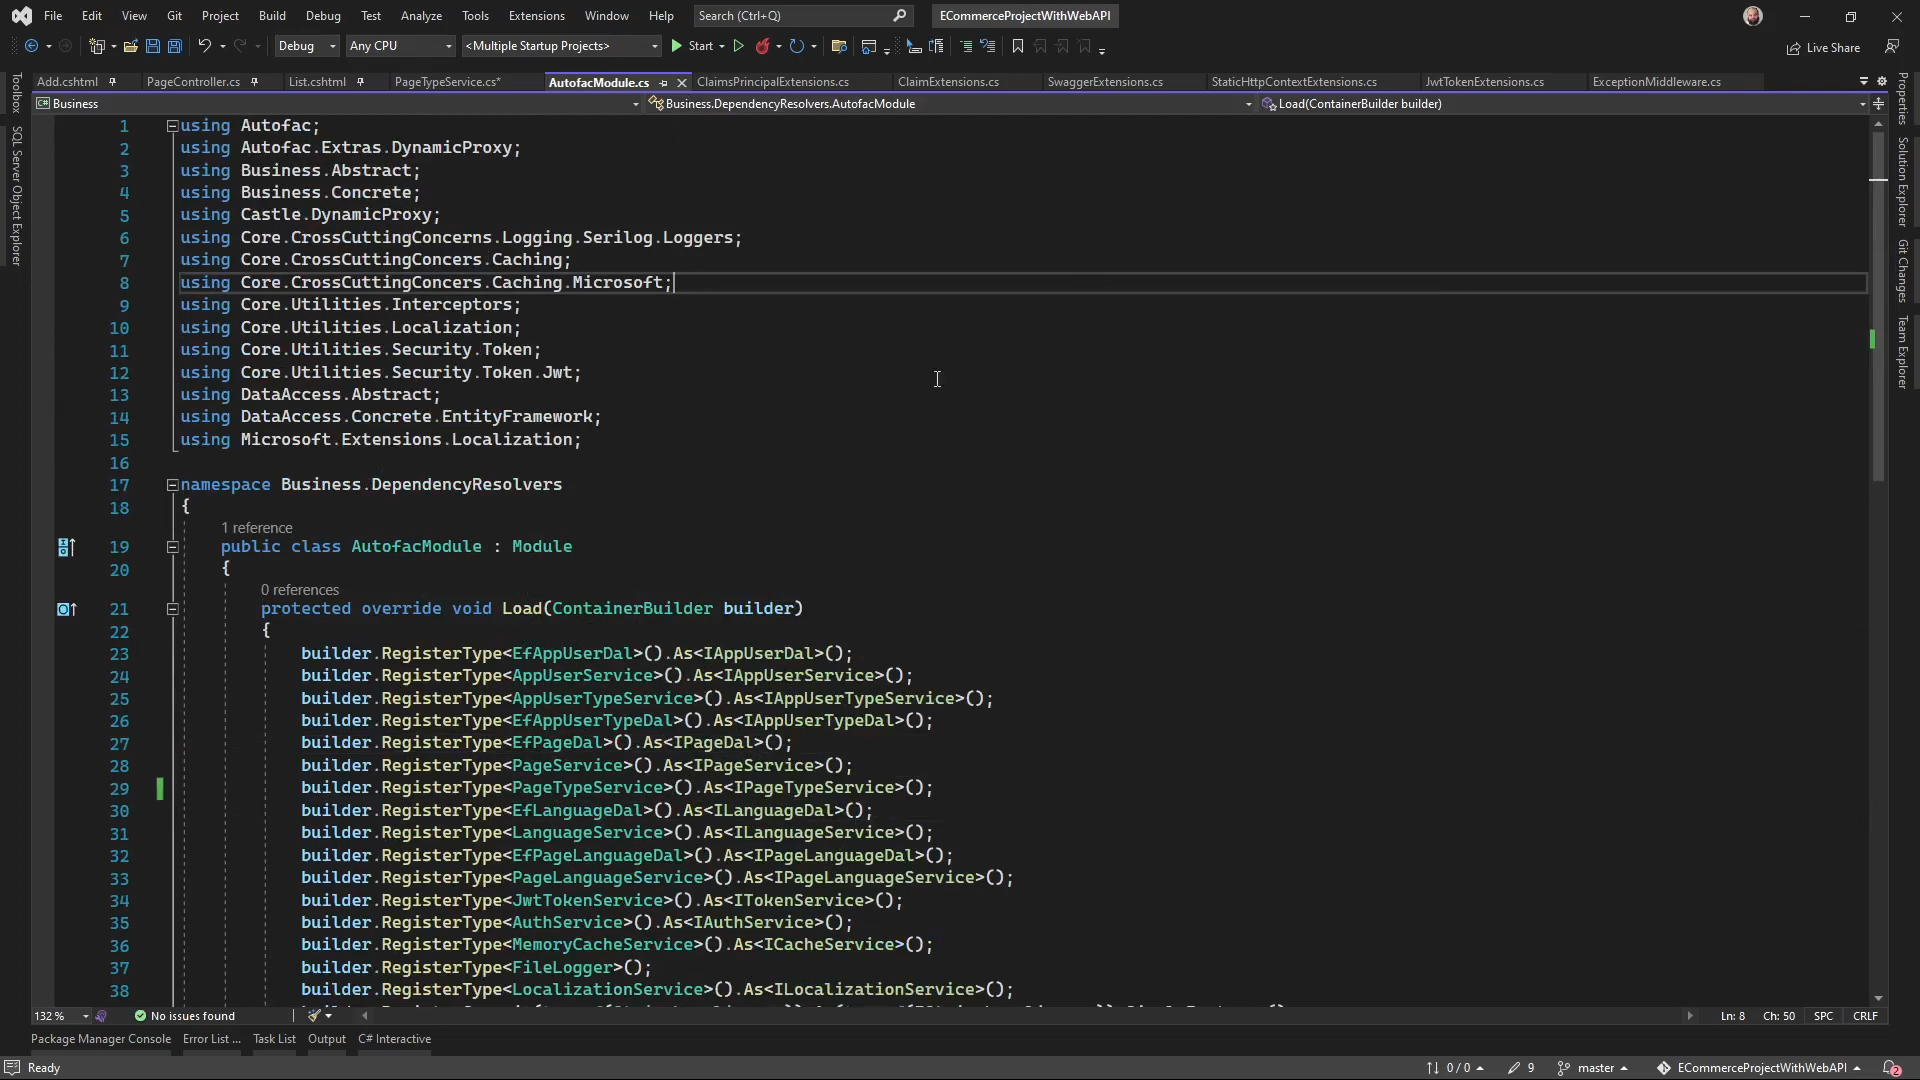 File Edit View Git Project Build Debug Test Analyze Tools Extensions Window Help Search (Ctrl+Q) ECommerceProjectWithWebAPI
Debug Any CPU <Multiple Startup Projects> Start Live Share
Add.cshtml PageController.cs List.cshtml PageTypeService.cs* AutofacModule.cs ClaimsPrincipalExtensions.cs ClaimExtensions.cs SwaggerExtensions.cs StaticHttpContextExtensions.cs JwtTokenExtensions.cs ExceptionMiddleware.cs
Business Business.DependencyResolvers.AutofacModule Load(ContainerBuilder builder)
Toolbox
SQL Server Object Explorer
1 using Autofac;
2 using Autofac.Extras.DynamicProxy;
3 using Business.Abstract;
4 using Business.Concrete;
5 using Castle.DynamicProxy;
6 using Core.CrossCuttingConcerns.Logging.Serilog.Loggers;
7 using Core.CrossCuttingConcers.Caching;
8 using Core.CrossCuttingConcers.Caching.Microsoft;
9 using Core.Utilities.Interceptors;
10 using Core.Utilities.Localization;
11 using Core.Utilities.Security.Token;
12 using Core.Utilities.Security.Token.Jwt;
13 using DataAccess.Abstract;
14 using DataAccess.Concrete.EntityFramework;
15 using Microsoft.Extensions.Localization;
16
17 namespace Business.DependencyResolvers
18 {
1 reference
19 public class AutofacModule : Module
20 {
0 references
21 protected override void Load(ContainerBuilder builder)
22 {
23 builder.RegisterType<EfAppUserDal>().As<IAppUserDal>();
24 builder.RegisterType<AppUserService>().As<IAppUserService>();
25 builder.RegisterType<AppUserTypeService>().As<IAppUserTypeService>();
26 builder.RegisterType<EfAppUserTypeDal>().As<IAppUserTypeDal>();
27 builder.RegisterType<EfPageDal>().As<IPageDal>();
28 builder.RegisterType<PageService>().As<IPageService>();
29 builder.RegisterType<PageTypeService>().As<IPageTypeService>();
30 builder.RegisterType<EfLanguageDal>().As<ILanguageDal>();
31 builder.RegisterType<LanguageService>().As<ILanguageService>();
32 builder.RegisterType<EfPageLanguageDal>().As<IPageLanguageDal>();
33 builder.RegisterType<PageLanguageService>().As<IPageLanguageService>();
34 builder.RegisterType<JwtTokenService>().As<ITokenService>();
35 builder.RegisterType<AuthService>().As<IAuthService>();
36 builder.RegisterType<MemoryCacheService>().As<ICacheService>();
37 builder.RegisterType<FileLogger>();
38 builder.RegisterType<LocalizationService>().As<ILocalizationService>();
Properties
Solution Explorer
Git Changes
Team Explorer
132 % No issues found Ln: 8 Ch: 50 SPC CRLF
Package Manager Console Error List ... Task List Output C# Interactive
Ready 0 / 0 9 master ECommerceProjectWithWebAPI 2